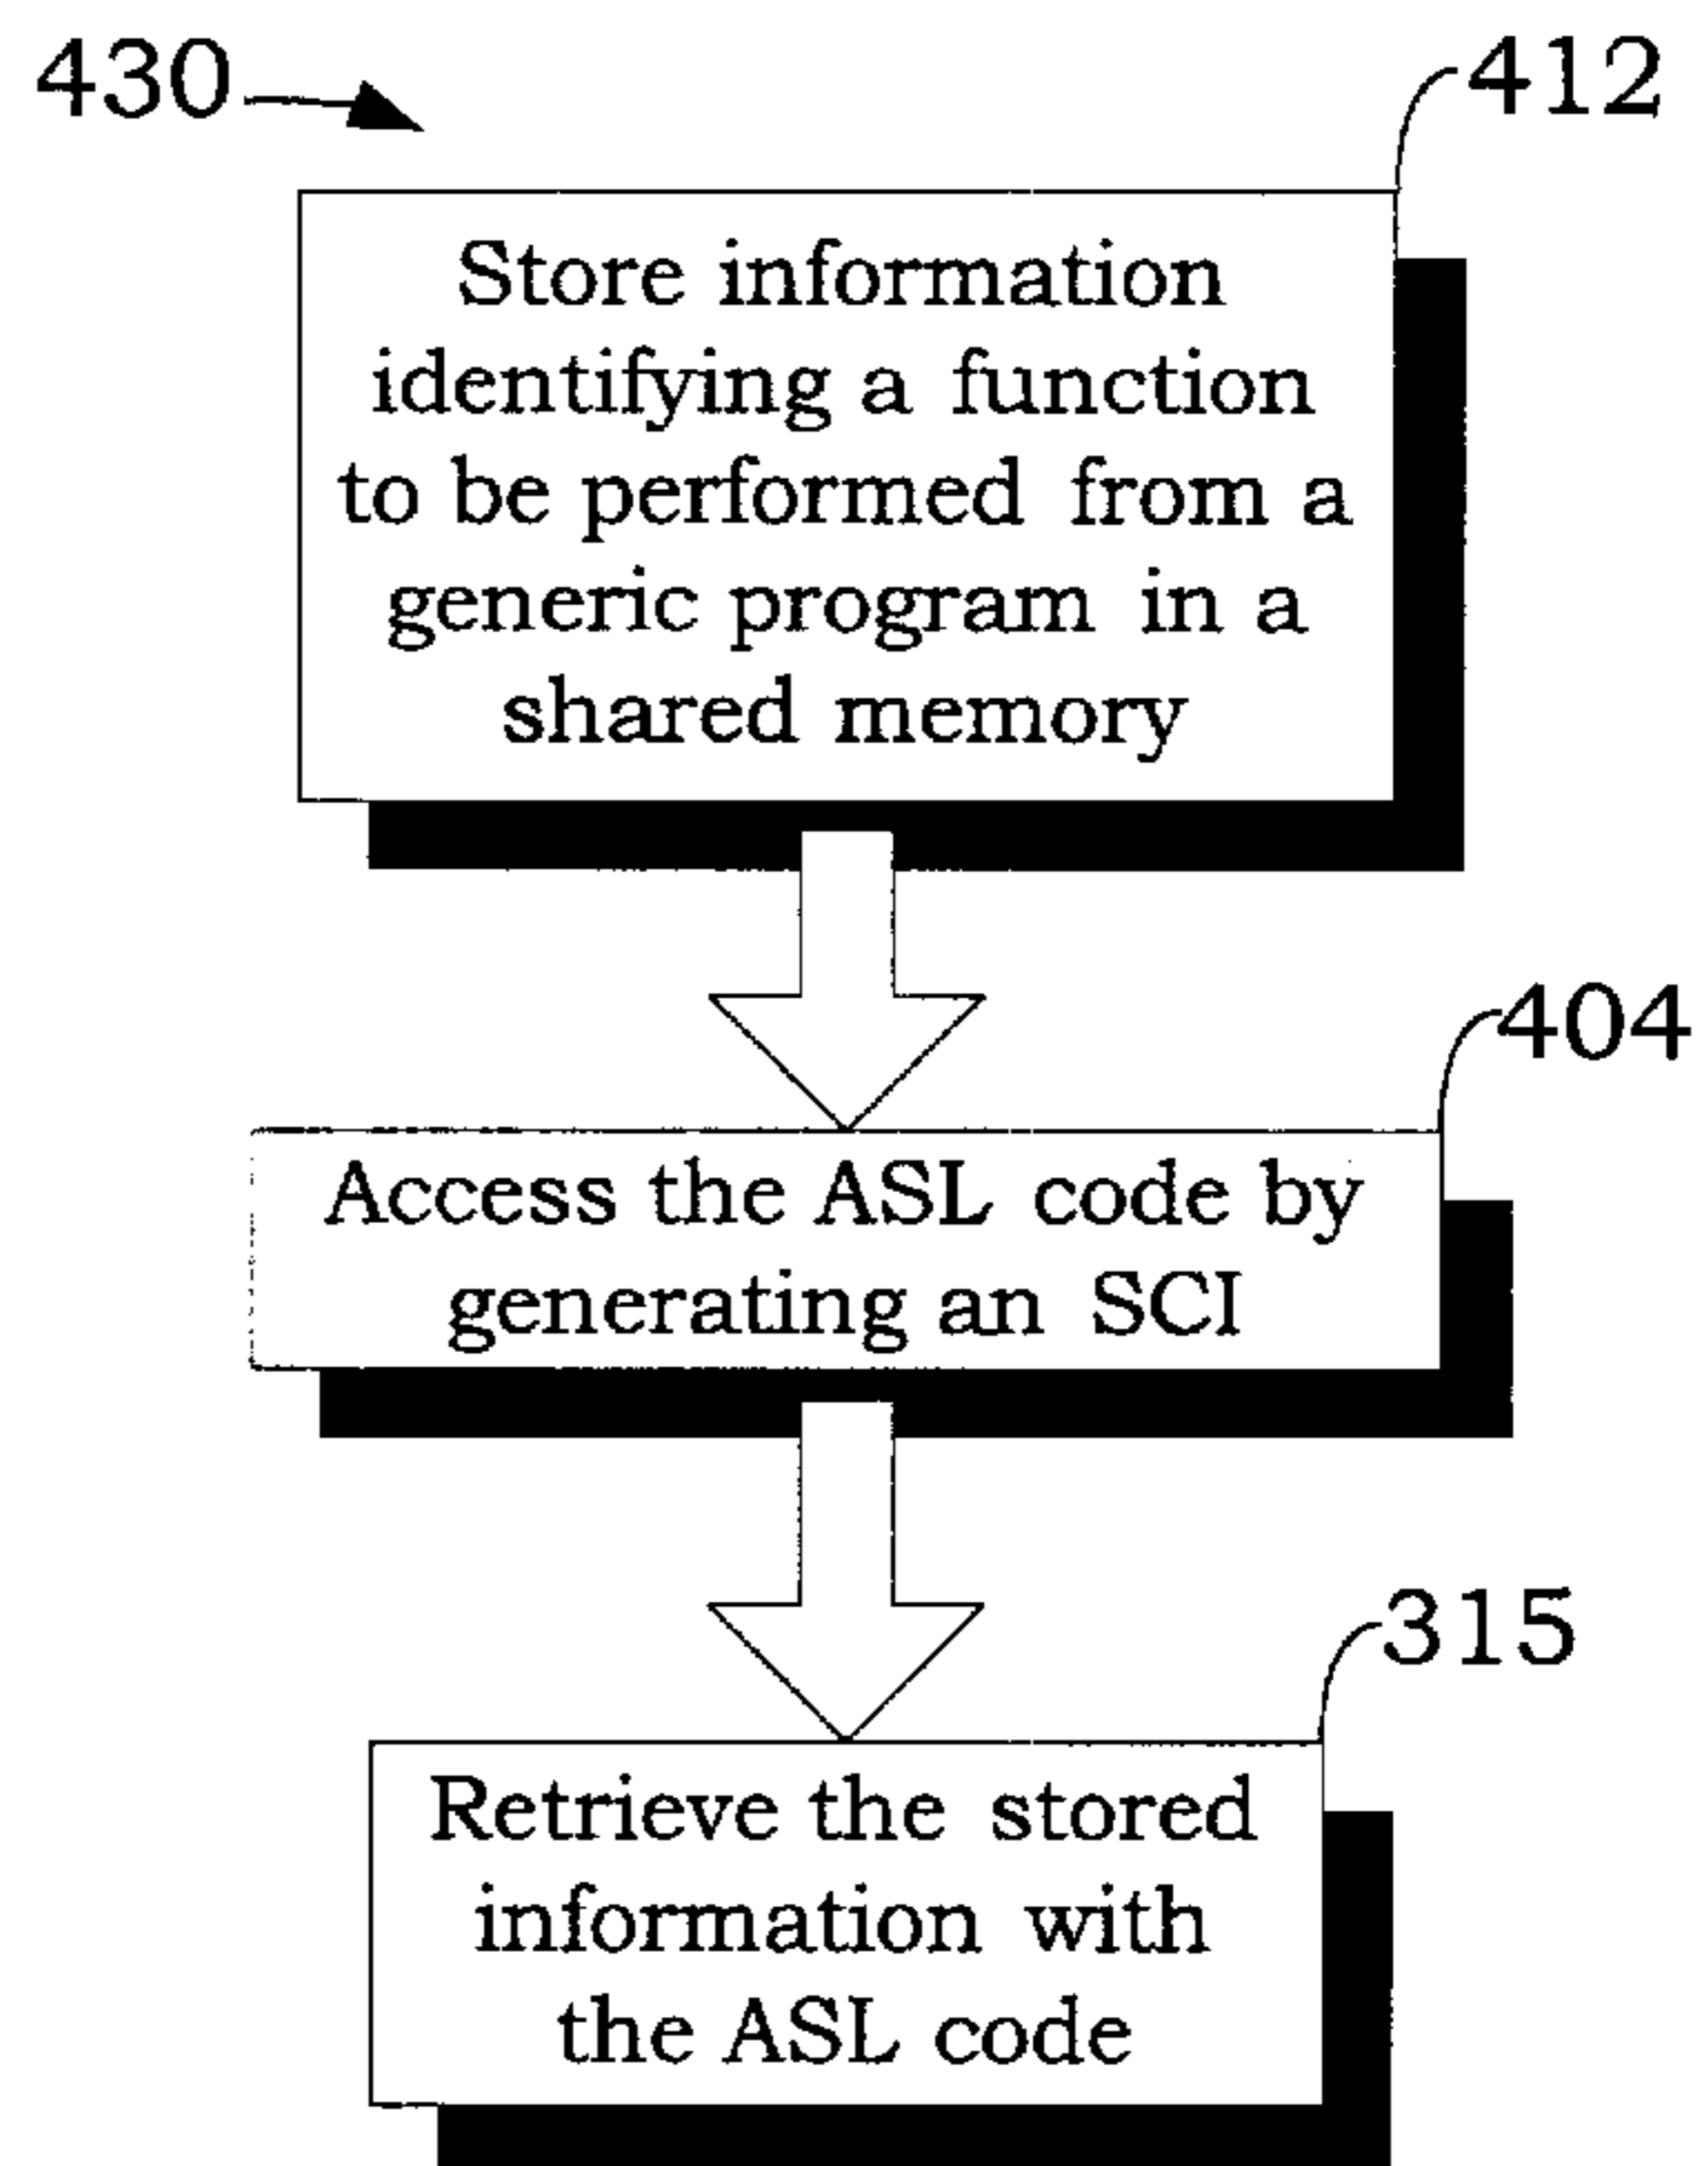 430
412
Store information
identifying a function
to be performed from a
generic program in a
shared memory
404
Access the ASL code by
generating an SCI
315
Retrieve the stored
information with
the ASL code